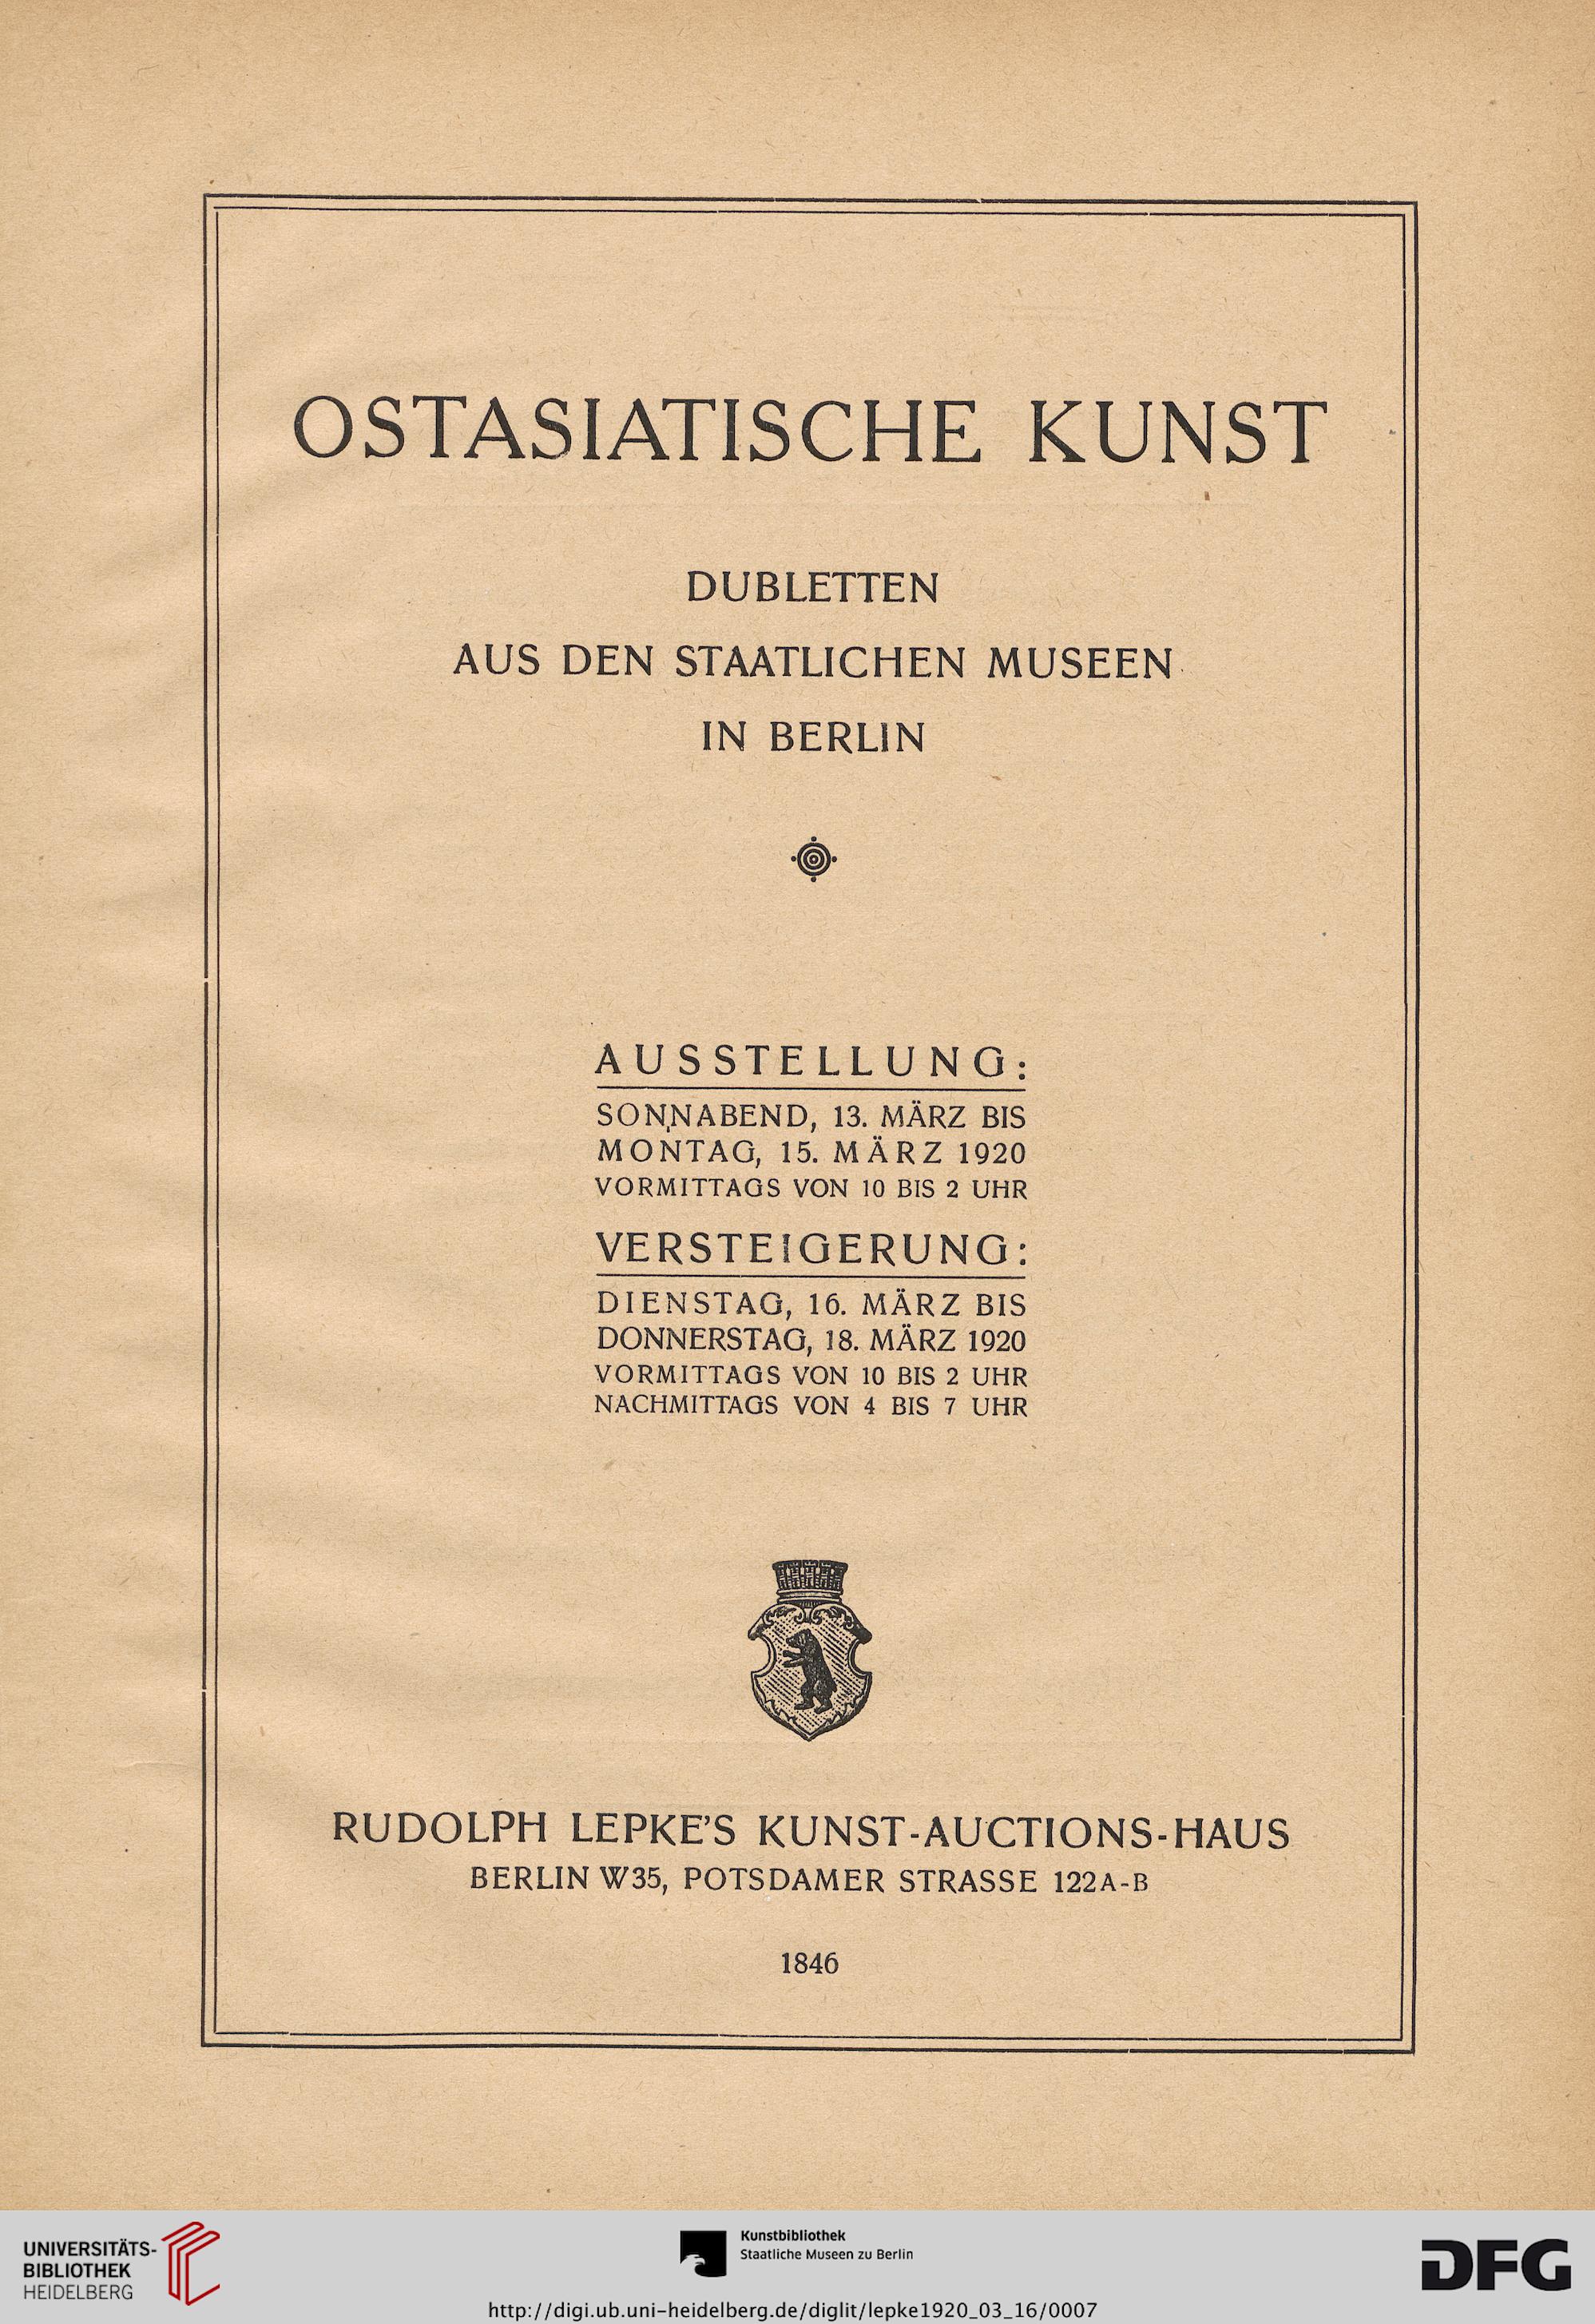 OSTASIATISCHE KUNST
DUBLETTEN
AUS DEN STAATLICHEN MUSEEN
IN BERLIN
AUSSTELLUNG:
SONNABEND, 13. MÄRZ BIS
MONTAG, 15. MÄRZ 1920
VORMITTAGS VON 10 BIS 2 UHR
VERSTEIGERUNG:
DIENSTAG, 16. MÄRZ BIS
DONNERSTAG, 18. MÄRZ 1920
VORMITTAGS VON 10 BIS 2 UHR
NACHMITTAGS VON 4 BIS 7 UHR
RUDOLPH LEPKE'S KUNST-AUCTIONS-HAUS
BERLIN W35, POTSDAMER STRASSE 122A-B
1846
UNIVERSITÄTS-
BIBLIOTHEK
HEIDELBERG
Kunstbibliothek
Staatliche Museen zu Berlin
http://digi.ub.uni-heidelberg.de/diglit/lepke1920_03_16/0007
DFG